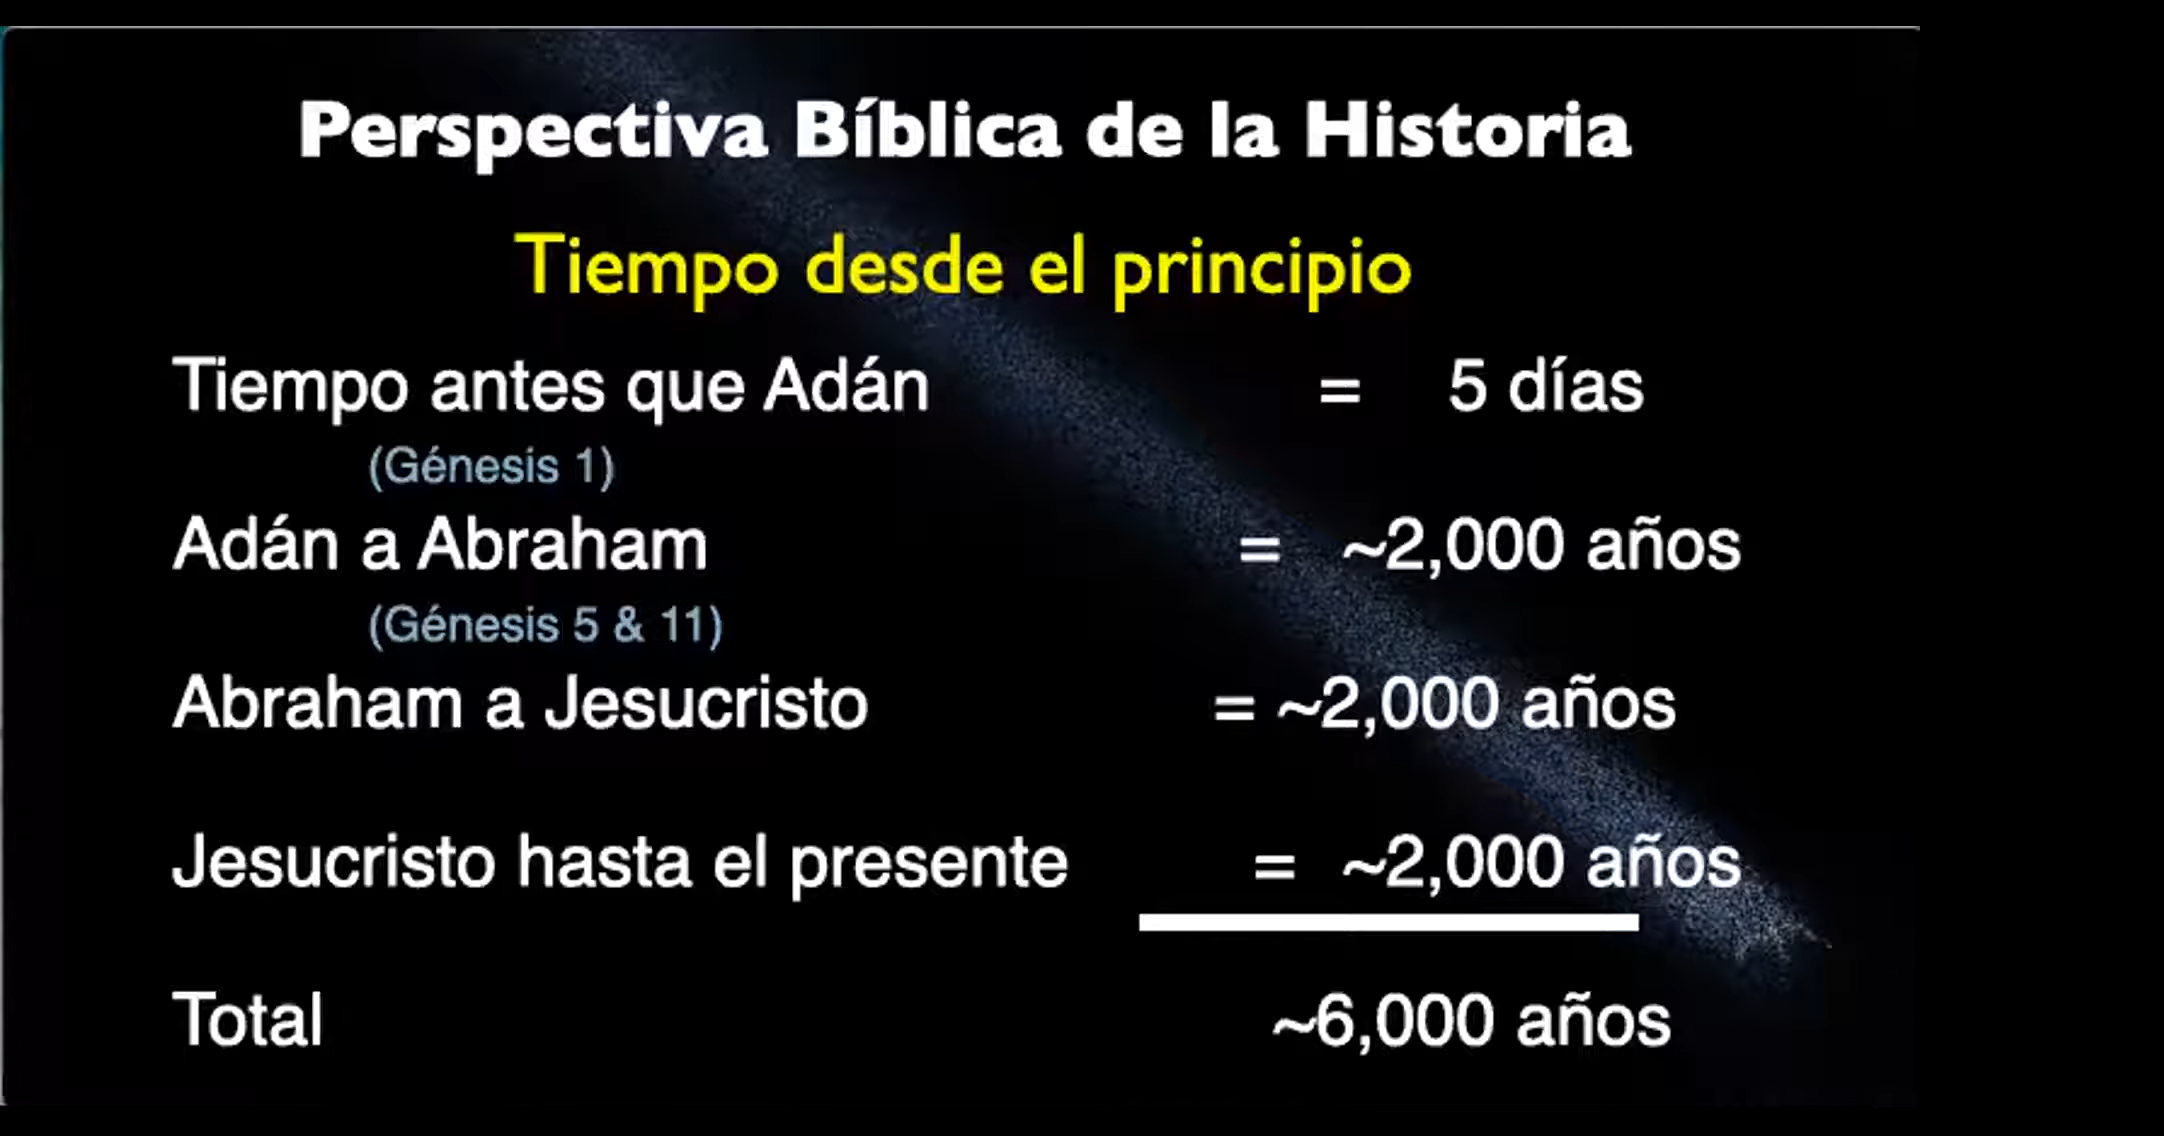 Perspectiva Bíblica de la Historia
Tiempo desde el principio
Tiempo antes que Adán = 5 días
(Génesis 1)
Adán a Abraham = ~2,000 años
(Génesis 5 & 11)
Abraham a Jesucristo = ~2,000 años
Jesucristo hasta el presente = ~2,000 años
Total ~6,000 años